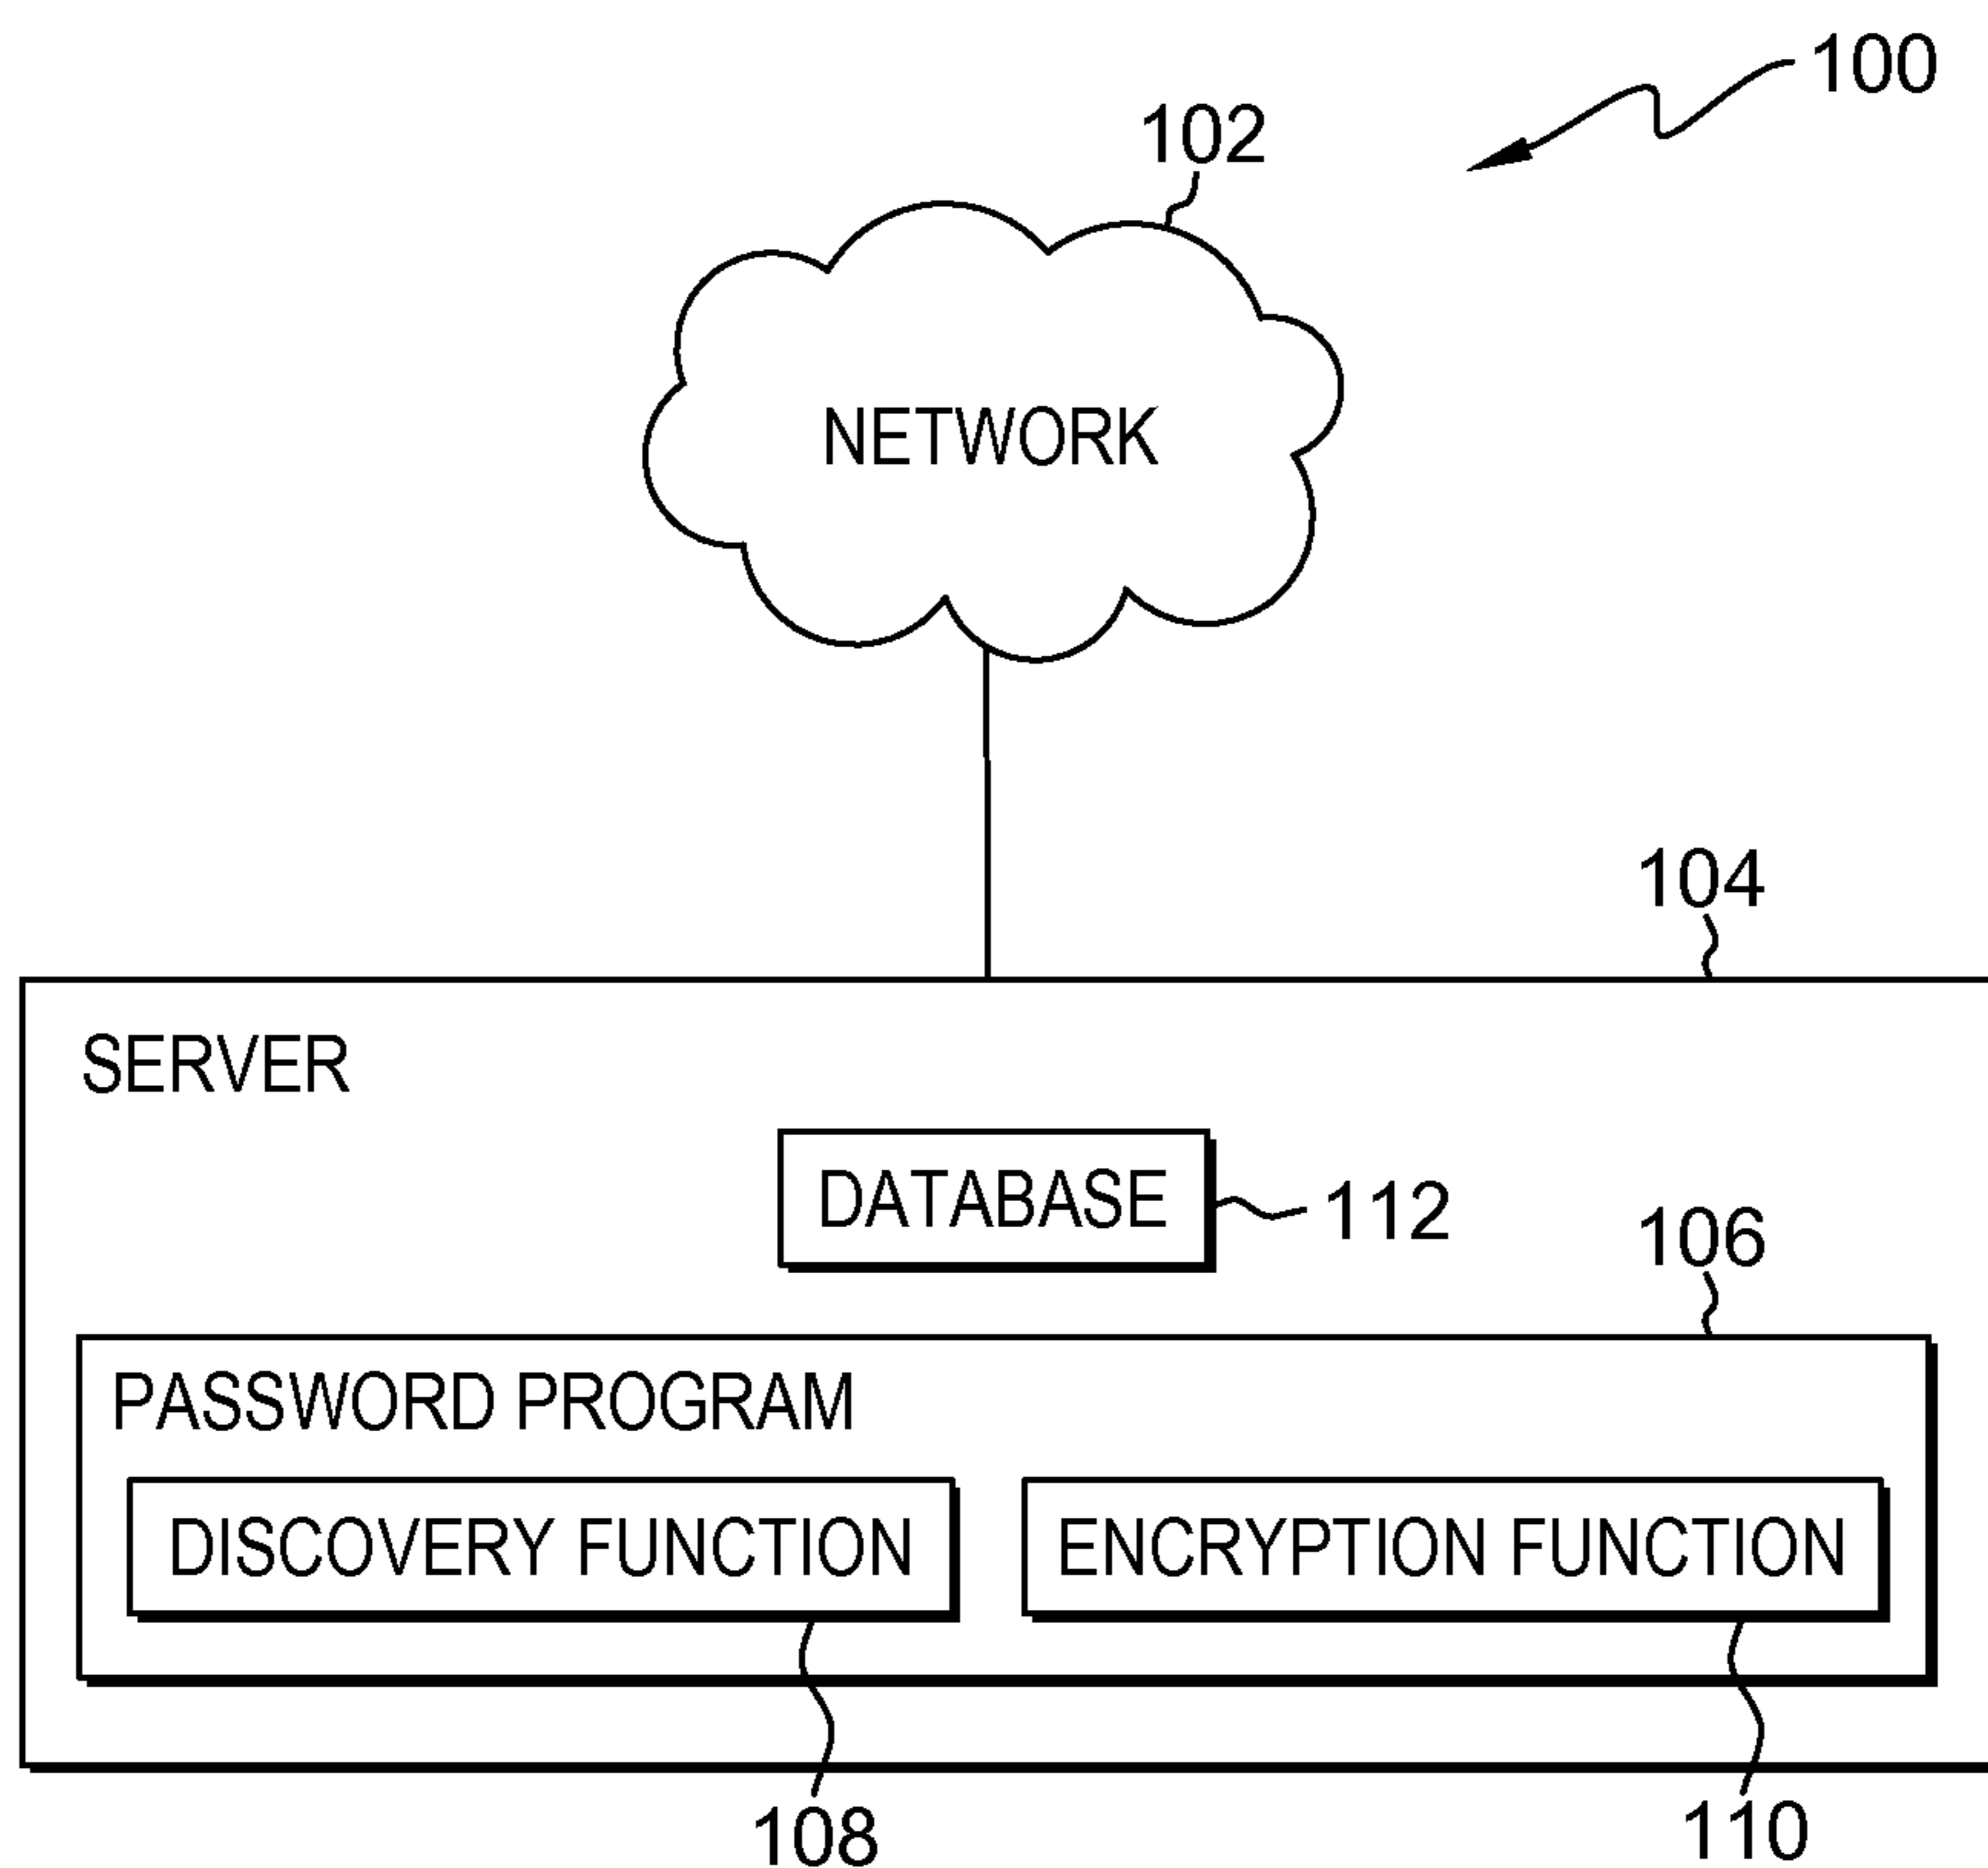 100
102
NETWORK
104
SERVER
DATABASE
112
106
PASSWORD PROGRAM
DISCOVERY FUNCTION
ENCRYPTION FUNCTION
108
110